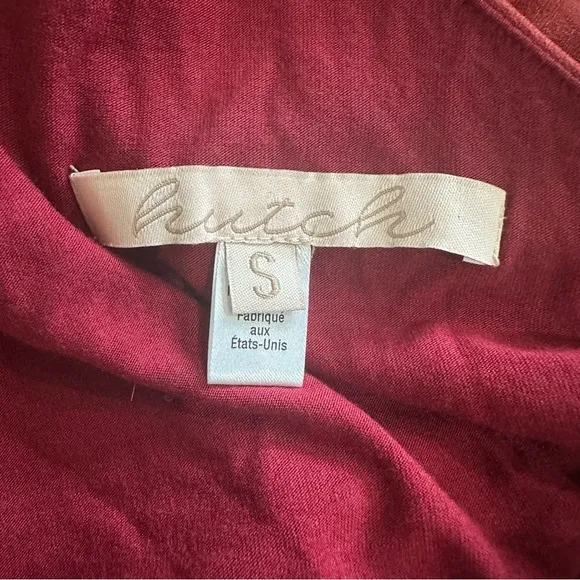 hutch
S
Fabriqué
aux
États-Unis